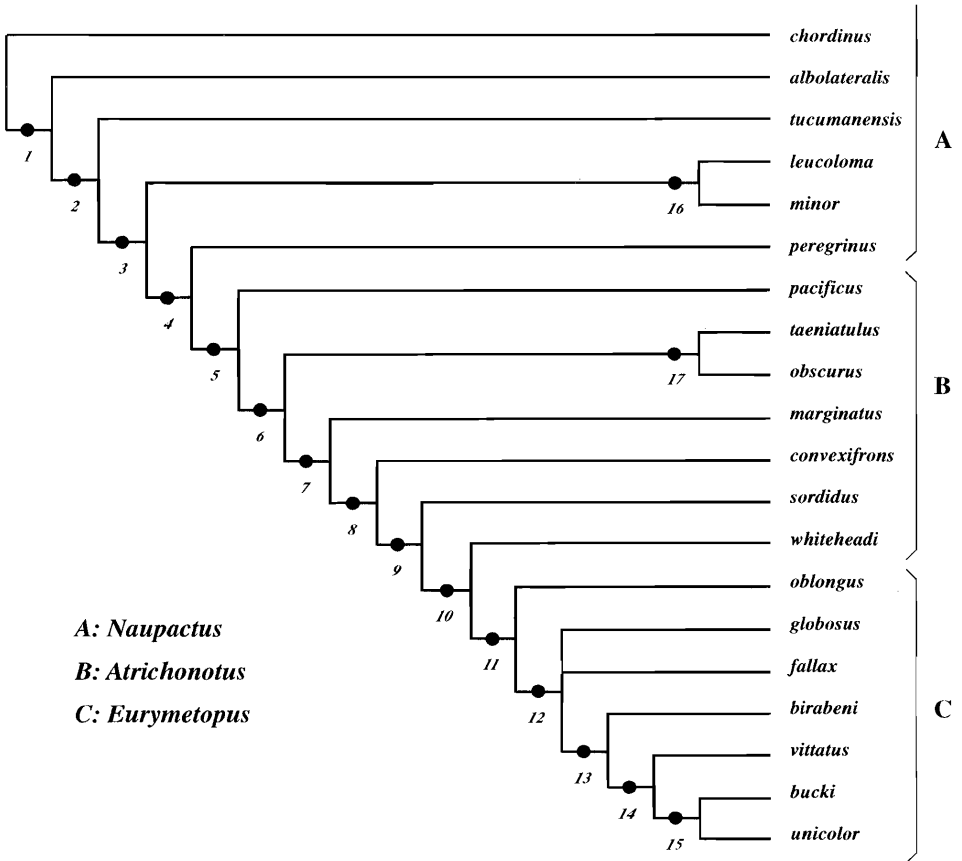 chordinus
albolateralis
tucumanensis
A
leucoloma
minor
peregrinus
pacificus
taeniatulus
obscurus
B
marginatus
convexifrons
sordidus
whiteheadi
oblongus
globosus
fallax
C
birabeni
vittatus
bucki
unicolor
1
2
3
4
5
6
7
8
9
10
11
12
13
14
15
16
17
A: Naupactus
B: Atrichonotus
C: Eurymetopus